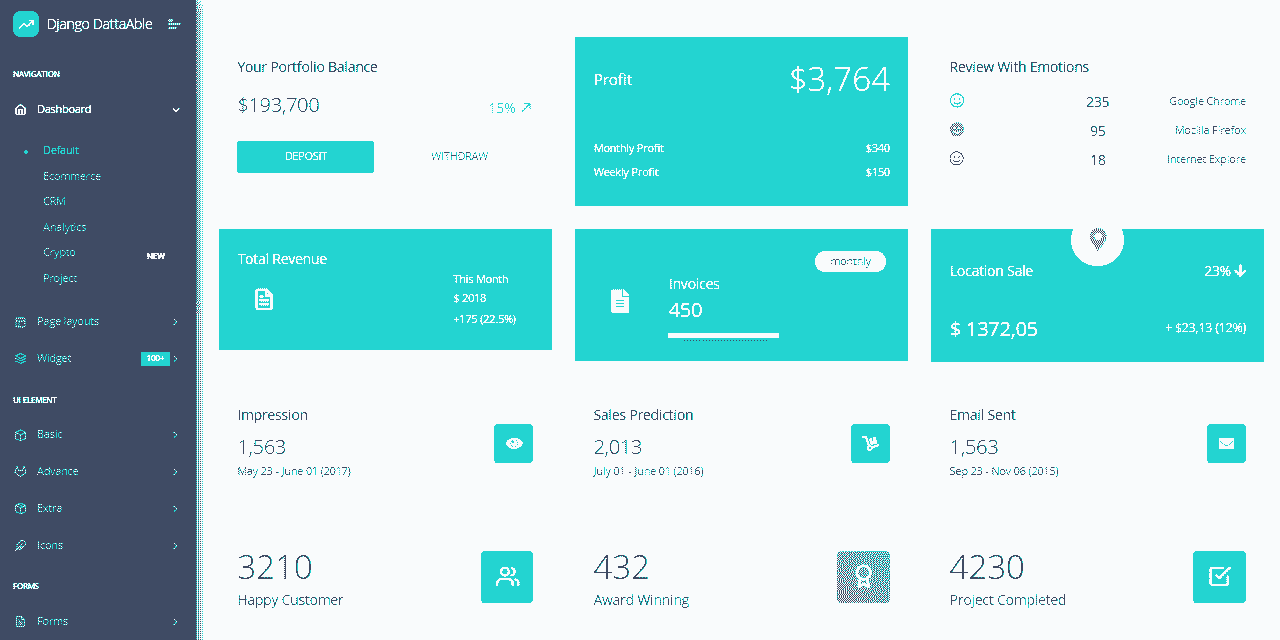 Django DattaAble
NAVIGATION
Dashboard
Default
Ecommerce
CRM
Analytics
Crypto
NEW
Project
Page layouts
Widget
100+
UI ELEMENT
Basic
Advance
Extra
Icons
FORMS
Forms
Your Portfolio Balance
$193,700
15%
DEPOSIT
WITHDRAW
Profit
$3,764
Monthly Profit
$340
Weekly Profit
$150
Review With Emotions
235
Google Chrome
95
Mozilla Firefox
18
Internet Explore
Total Revenue
This Month
$ 2018
+175 (22.5%)
monthly
Invoices
450
Location Sale
23%
$ 1372,05
+ $23,13 (12%)
Impression
1,563
May 23 - June 01 (2017)
Sales Prediction
2,013
July 01 - June 01 (2016)
Email Sent
1,563
Sep 23 - Nov 06 (2015)
3210
Happy Customer
432
Award Winning
4230
Project Completed